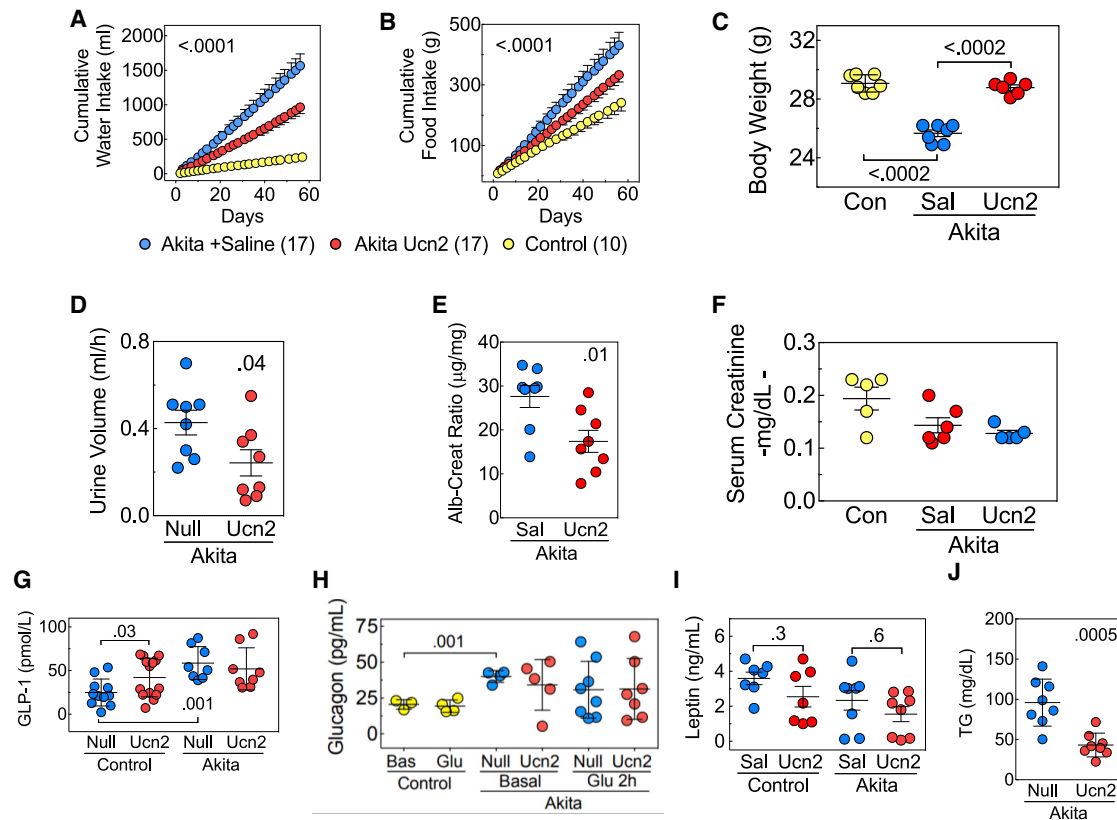 A
Cumulative
Water Intake (ml)
2000
1500
1000
500
0
<.0001
0 20 40 60
Days
B
Cumulative
Food Intake (g)
500
300
100
<.0001
0 20 40 60
Days
Akita +Saline (17) Akita Ucn2 (17) Control (10)
C
Body Weight (g)
32
28
24
<.0002
<.0002
Con Sal Ucn2
Akita
D
Urine Volume (ml/h)
0.8
0.4
0.0
.04
Null Ucn2
Akita
E
Alb-Creat Ratio (µg/mg)
40
30
20
10
0
.01
Sal Ucn2
Akita
F
Serum Creatinine
-mg/dL -
0.3
0.2
0.1
0.0
Con Sal Ucn2
Akita
G
GLP-1 (pmol/L)
100
50
0
.03
.001
Null Ucn2 Null Ucn2
Control Akita
H
Glucagon (pg/mL)
75
50
25
0
.001
Bas Glu Null Ucn2 Null Ucn2
Control Basal Glu 2h
Akita
I
Leptin (ng/mL)
6
4
2
0
.3
.6
Sal Ucn2 Sal Ucn2
Control Akita
J
TG (mg/dL)
200
150
100
50
0
.0005
Null Ucn2
Akita